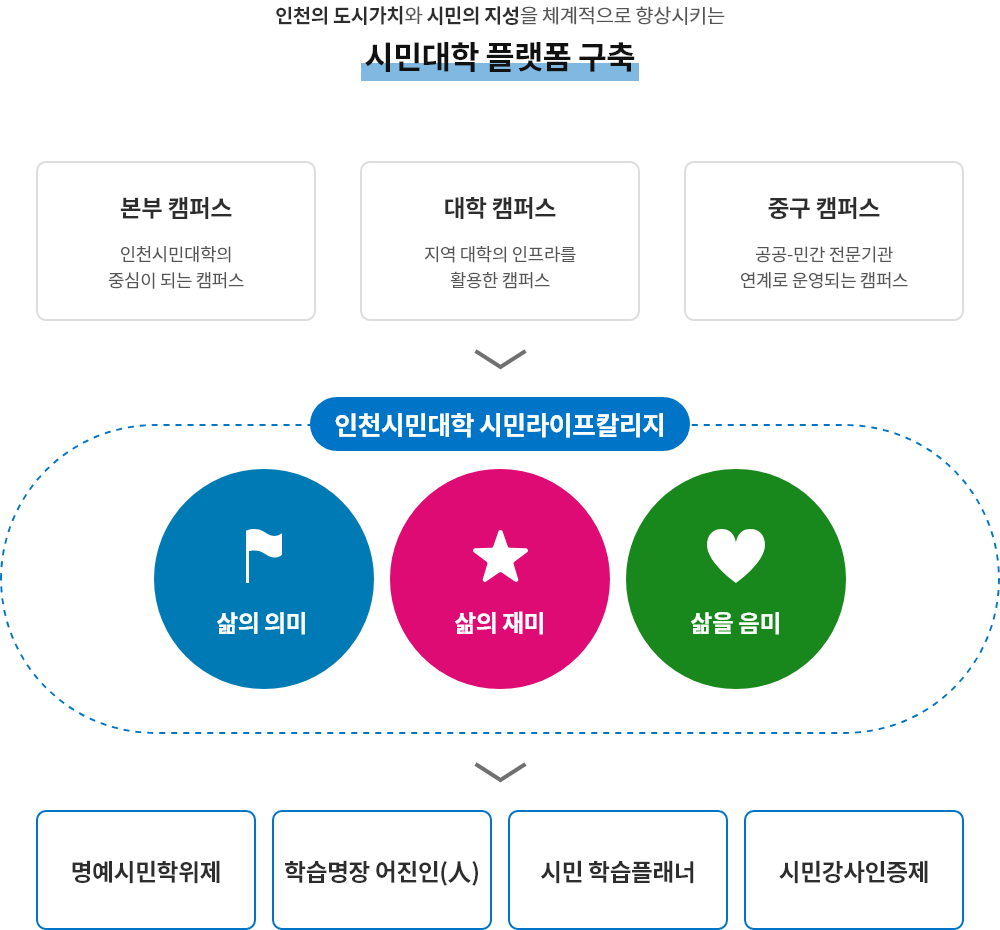 인천의 도시가치와 시민의 지성을 체계적으로 향상시키는
시민대학 플랫폼 구축
본부 캠퍼스
인천시민대학의
중심이 되는 캠퍼스
대학 캠퍼스
지역 대학의 인프라를
활용한 캠퍼스
중구 캠퍼스
공공-민간 전문기관
연계로 운영되는 캠퍼스
인천시민대학 시민라이프칼리지
삶의 의미
삶의 재미
삶을 음미
명예시민학위제
학습명장 어진인(人)
시민 학습플래너
시민강사인증제